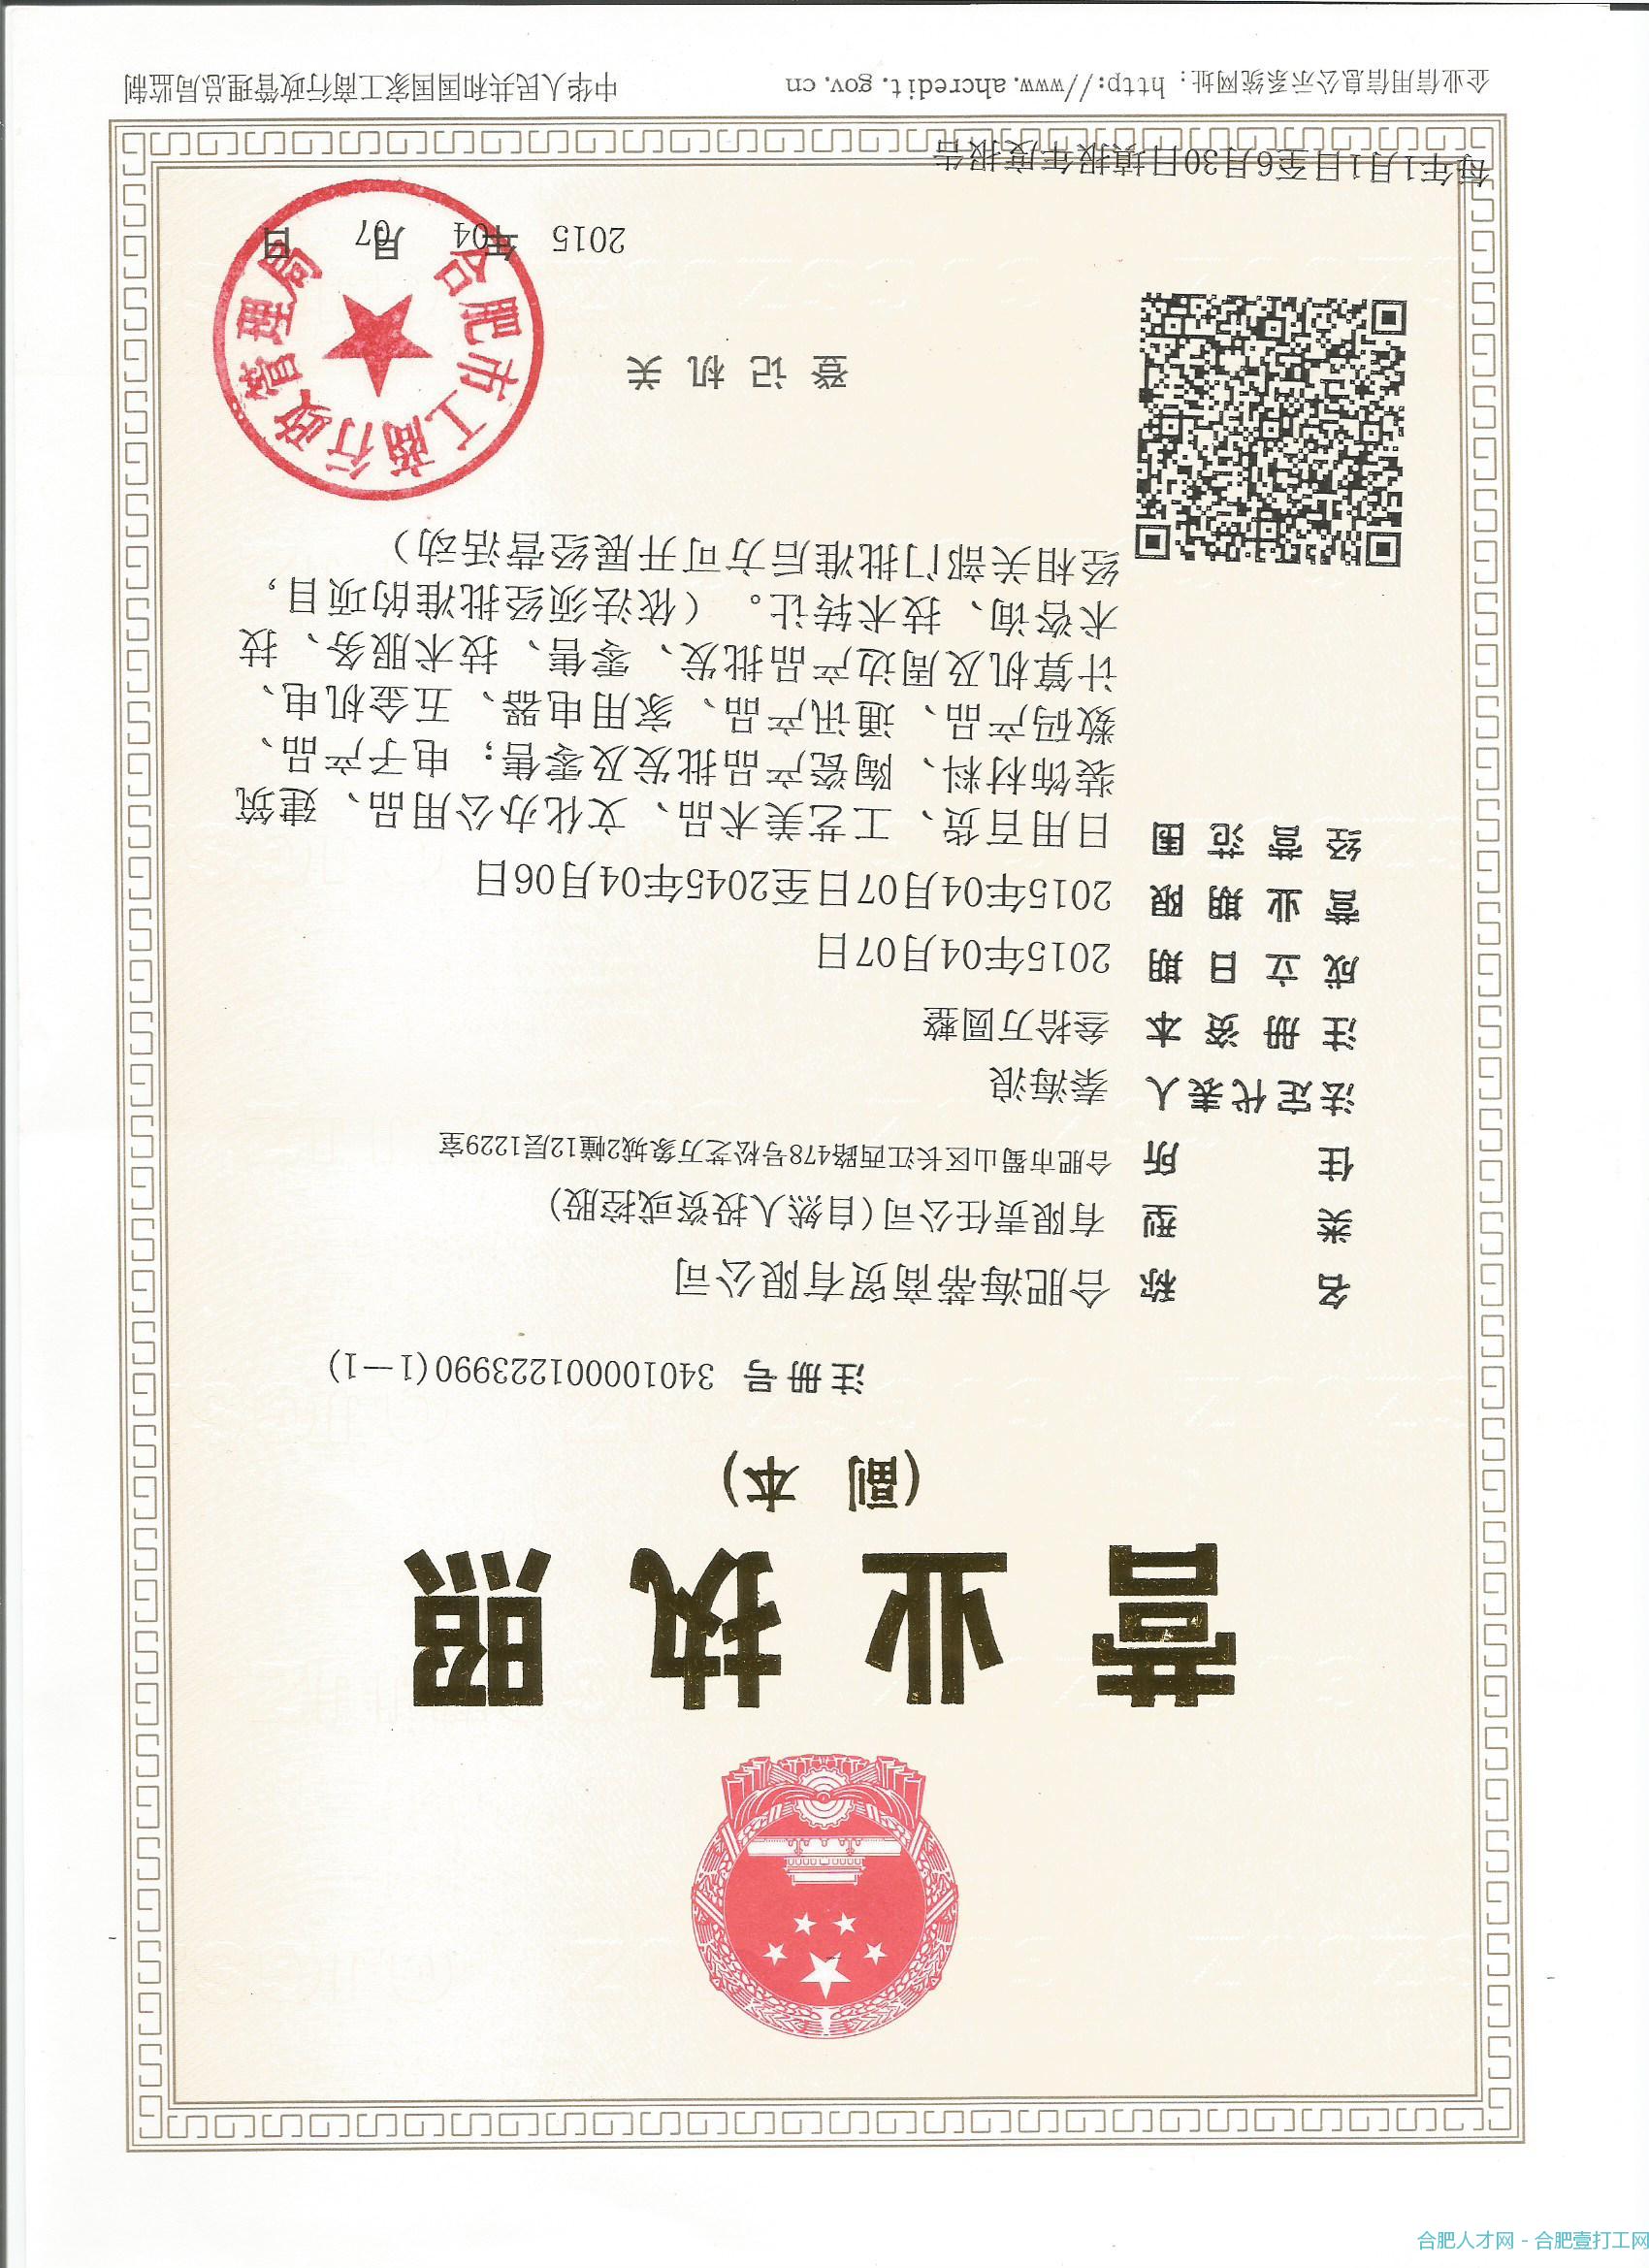 营业执照
(副 本)
注册号 340100001223990(1-1)
名 称 合肥海蒂商贸有限公司
类 型 有限责任公司(自然人投资或控股)
住 所 合肥市蜀山区长江西路478号松芝万象城2幢12层1229室
法定代表人 秦海浪
注册资本 叁拾万圆整
成立日期 2015年04月07日
营业期限 2015年04月07日至2045年04月06日
经营范围 日用百货、工艺美术品、文化办公用品、建筑
装饰材料、陶瓷产品批发及零售；电子产品、
数码产品、通讯产品、家用电器、五金机电、
计算机及周边产品批发、零售、技术服务、技
术咨询、技术转让。（依法须经批准的项目，
经相关部门批准后方可开展经营活动）
登记机关
合肥市工商行政管理局
2015 年 04 月 07 日
每年1月1日至6月30日填报年度报告
企业信用信息公示系统网址：http://www.ahcredit.gov.cn
中华人民共和国国家工商行政管理总局监制
合肥人才网 - 合肥壹打工网